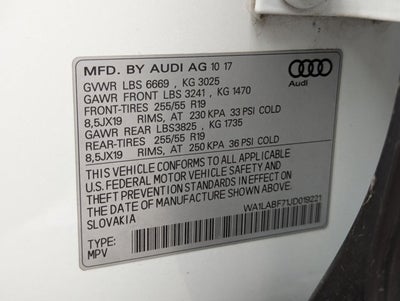 MFD. BY AUDI AG 10 17
GVWR LBS 6669 , KG 3025
GAWR FRONT LBS 3241 , KG 1470
FRONT-TIRES 255/55 R19
8,5JX19 RIMS, AT 230 KPA 33 PSI COLD
GAWR REAR LBS3825 , KG 1735
REAR-TIRES 255/55 R19
8,5JX19 RIMS, AT 250 KPA 36 PSI COLD
THIS VEHICLE CONFORMS TO ALL APPLICABLE
U.S. FEDERAL MOTOR VEHICLE SAFETY AND
THEFT PREVENTION STANDARDS IN EFFECT ON
THE DATE OF MANUFACTURE SHOWN ABOVE.
SLOVAKIA
Audi
WA1LABF71JD019221
TYPE:
MPV